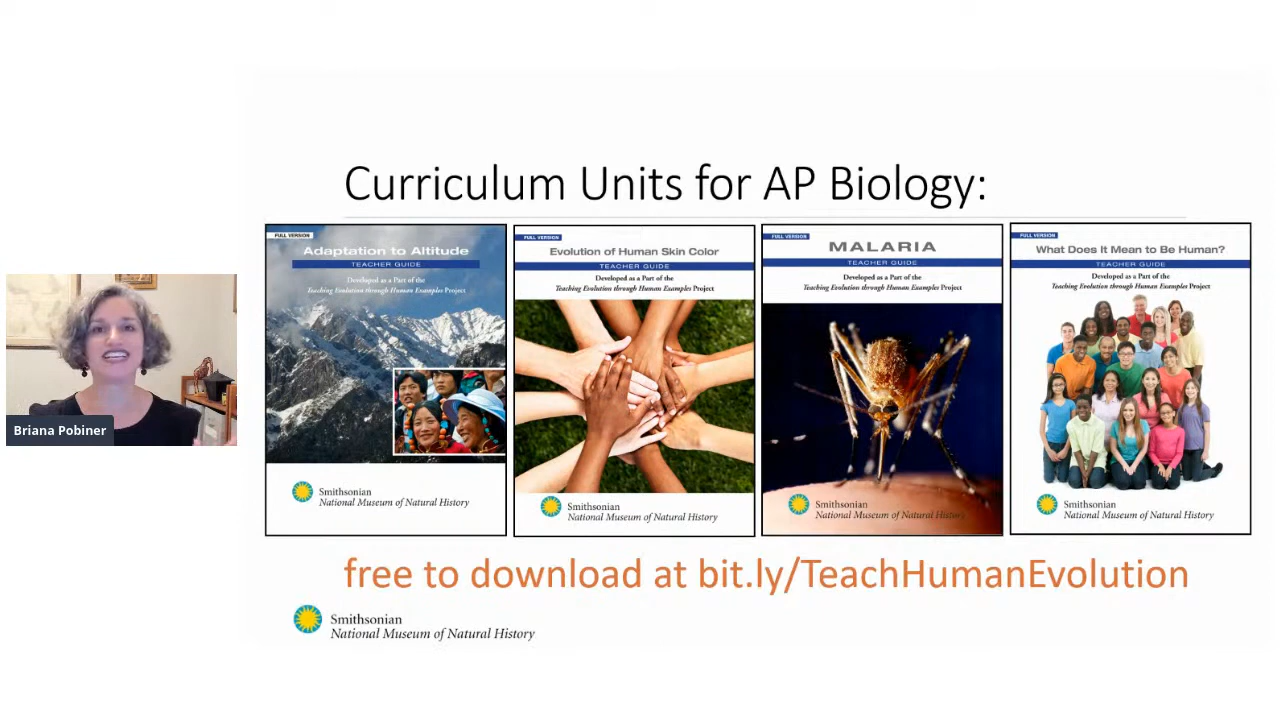 Curriculum Units for AP Biology:
FULL VERSION
Adaptation to Altitude
TEACHER GUIDE
Developed as a Part of the
Teaching Evolution through Human Examples Project
Smithsonian
National Museum of Natural History
FULL VERSION
Evolution of Human Skin Color
TEACHER GUIDE
Developed as a Part of the
Teaching Evolution through Human Examples Project
Smithsonian
National Museum of Natural History
FULL VERSION
MALARIA
TEACHER GUIDE
Developed as a Part of the
Teaching Evolution through Human Examples Project
Smithsonian
National Museum of Natural History
FULL VERSION
What Does It Mean to Be Human?
TEACHER GUIDE
Developed as a Part of the
Teaching Evolution through Human Examples Project
Smithsonian
National Museum of Natural History
Briana Pobiner
free to download at bit.ly/TeachHumanEvolution
Smithsonian
National Museum of Natural History